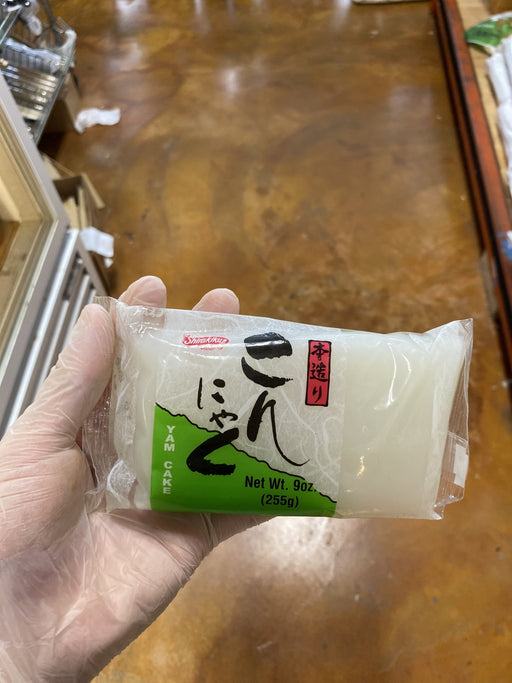 Shirakiku
こん
にゃく
本造り
YAM CAKE
Net Wt. 9oz.
(255g)